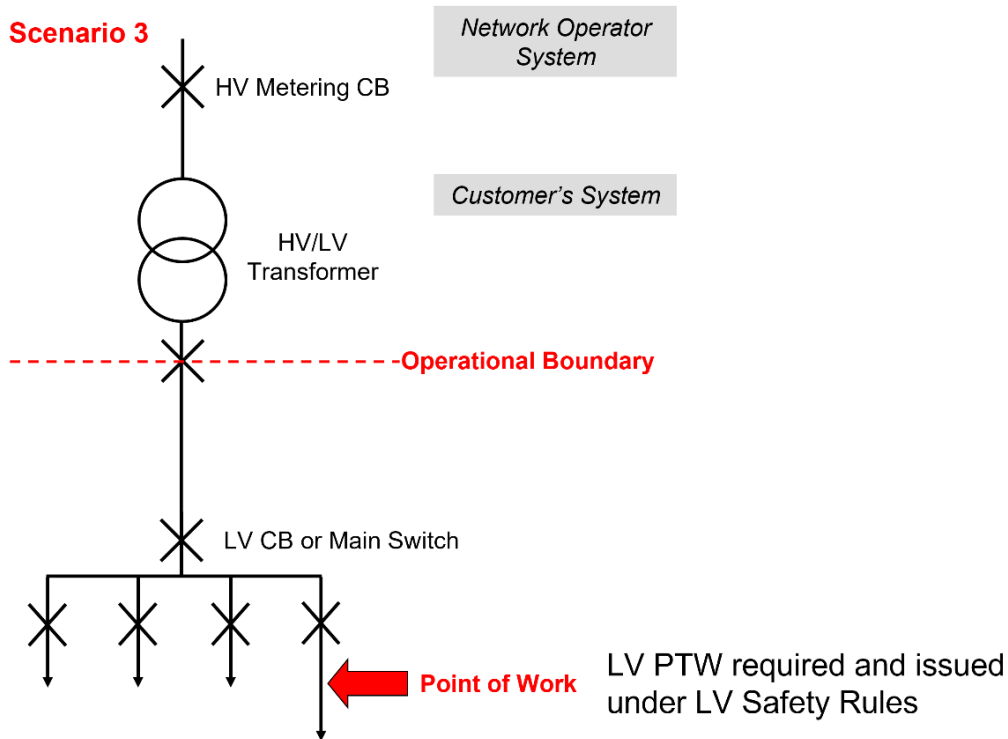 Scenario 3
Network Operator
System
HV Metering CB
Customer’s System
HV/LV
Transformer
Operational Boundary
LV CB or Main Switch
Point of Work
LV PTW required and issued
under LV Safety Rules